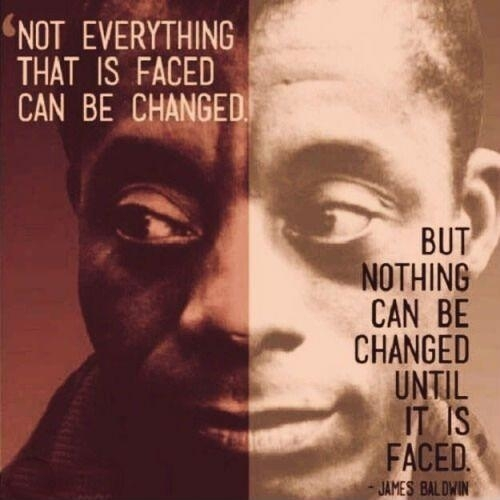 ‘NOT EVERYTHING
THAT IS FACED
CAN BE CHANGED.
BUT
NOTHING
CAN BE
CHANGED
UNTIL
IT IS
FACED.
- JAMES BALDWIN